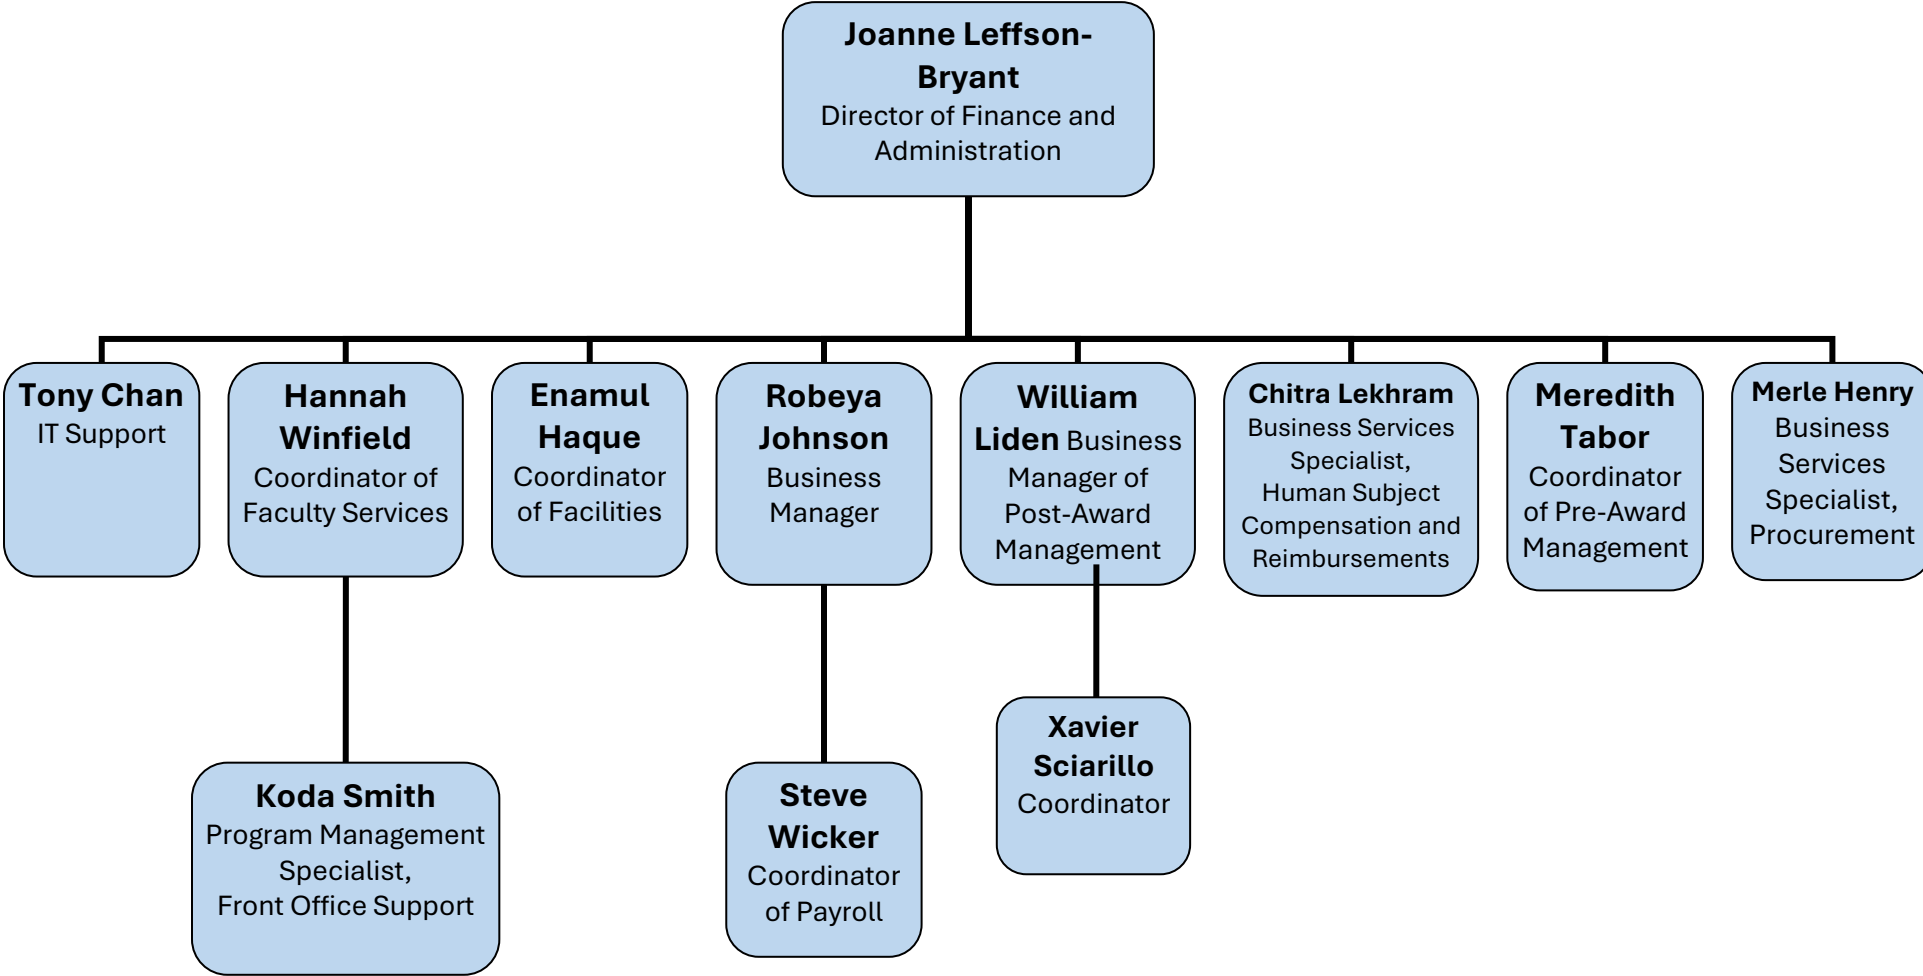 Joanne Leffson-
Bryant
Director of Finance and
Administration
Tony Chan
IT Support
Hannah
Winfield
Coordinator of
Faculty Services
Enamul
Haque
Coordinator
of Facilities
Robeya
Johnson
Business
Manager
William
Liden Business
Manager of
Post-Award
Management
Chitra Lekhram
Business Services
Specialist,
Human Subject
Compensation and
Reimbursements
Meredith
Tabor
Coordinator
of Pre-Award
Management
Merle Henry
Business
Services
Specialist,
Procurement
Koda Smith
Program Management
Specialist,
Front Office Support
Steve
Wicker
Coordinator
of Payroll
Xavier
Sciarillo
Coordinator